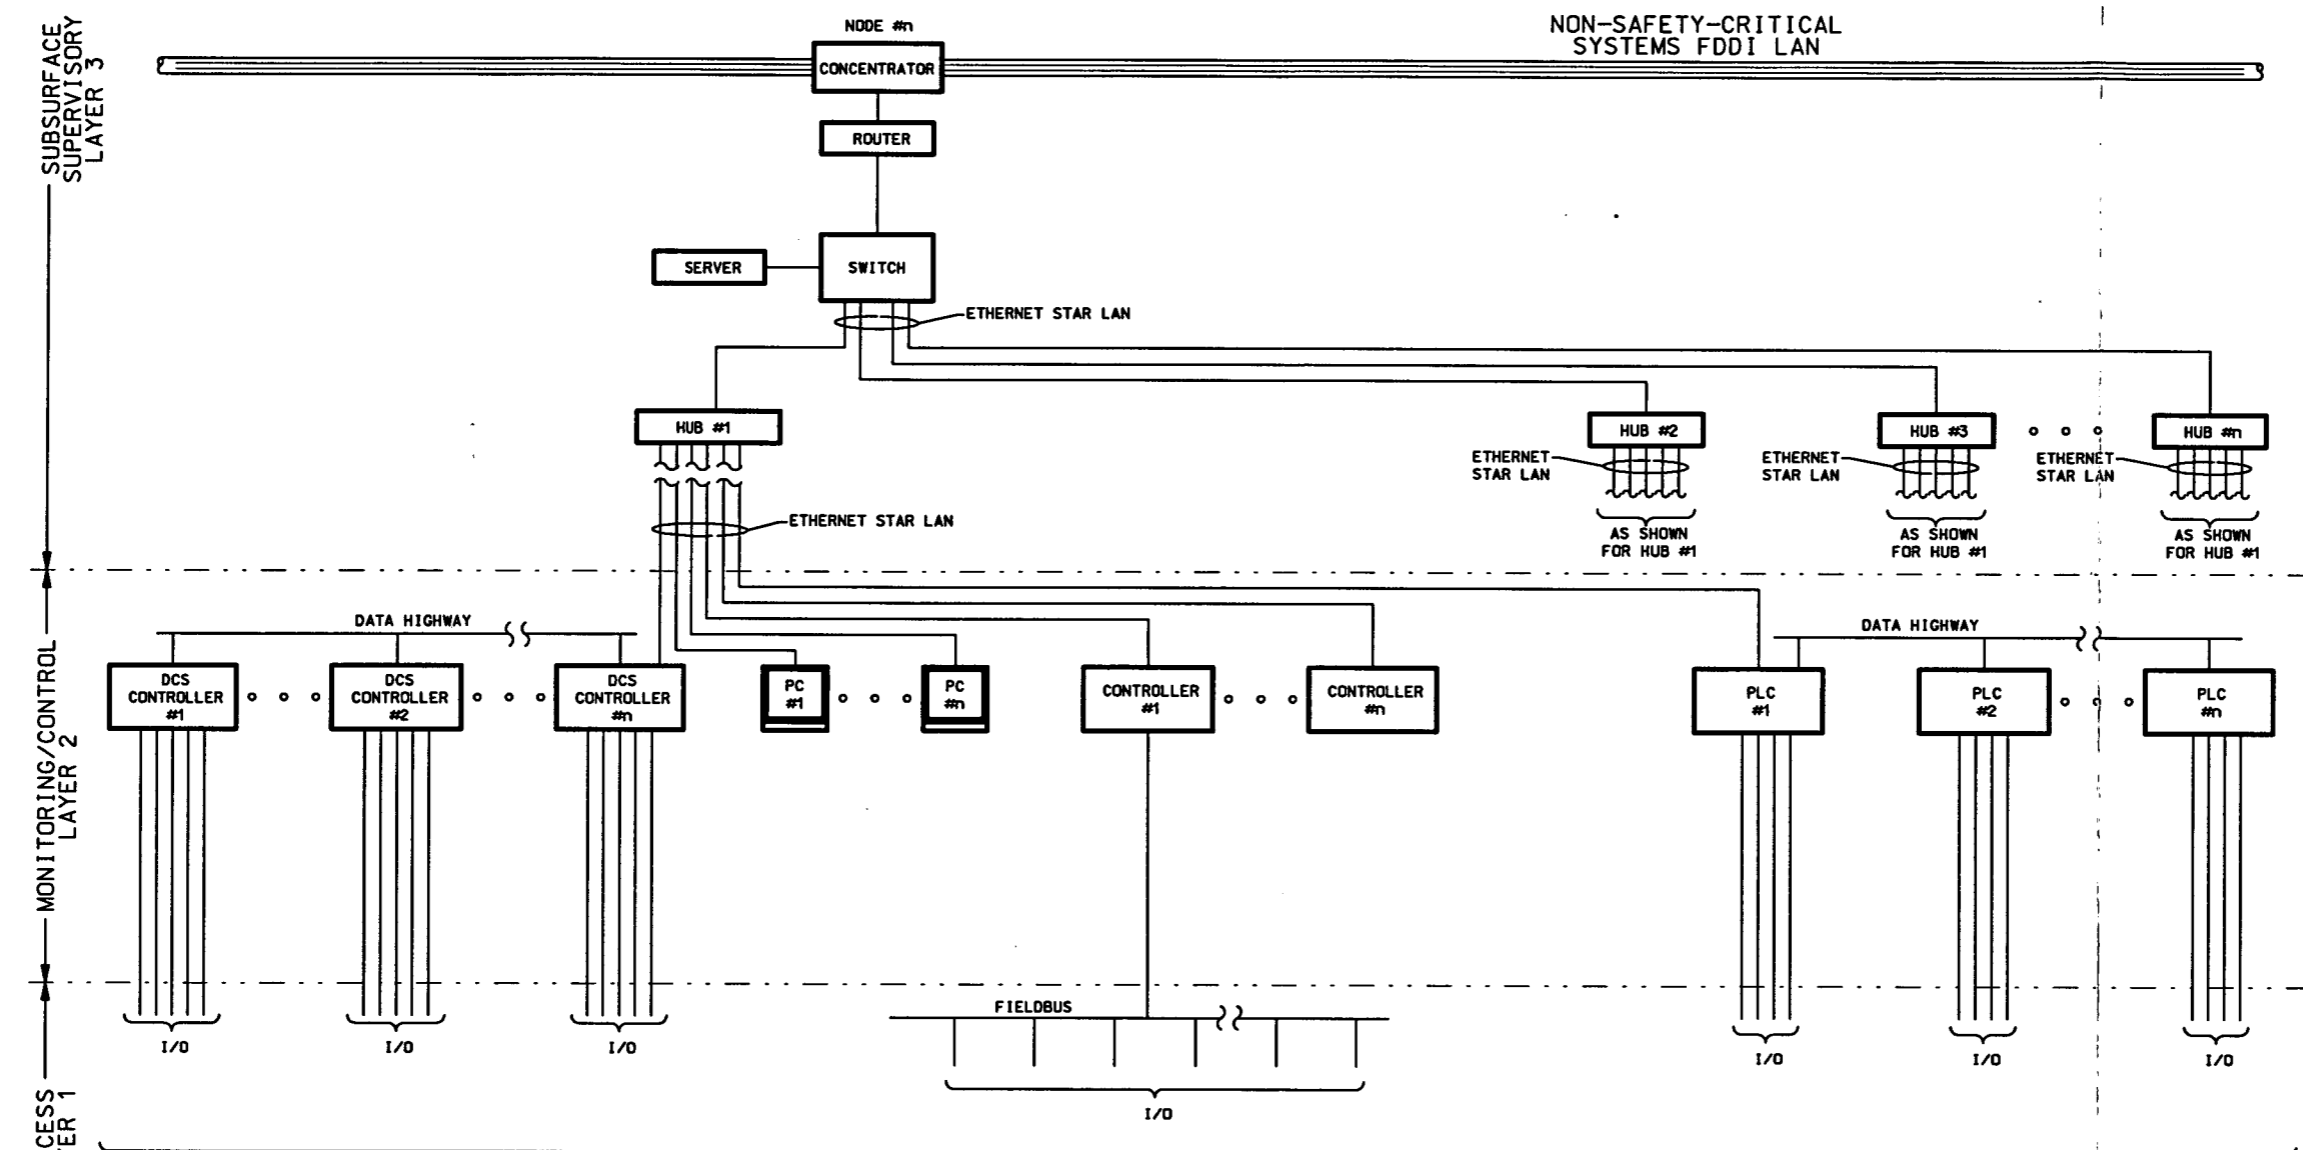 SUBSURFACE
SUPERVISORY
LAYER 3
NODE #n
CONCENTRATOR
NON-SAFETY-CRITICAL
SYSTEMS FDDI LAN
ROUTER
SERVER
SWITCH
ETHERNET STAR LAN
HUB #1
HUB #2
HUB #3
HUB #n
ETHERNET
STAR LAN
ETHERNET
STAR LAN
ETHERNET
STAR LAN
ETHERNET STAR LAN
AS SHOWN
FOR HUB #1
AS SHOWN
FOR HUB #1
AS SHOWN
FOR HUB #1
MONITORING/CONTROL
LAYER 2
DATA HIGHWAY
DATA HIGHWAY
DCS
CONTROLLER
#1
DCS
CONTROLLER
#2
DCS
CONTROLLER
#n
PC
#1
PC
#n
CONTROLLER
#1
CONTROLLER
#n
PLC
#1
PLC
#2
PLC
#n
FIELDBUS
I/O
I/O
I/O
I/O
I/O
I/O
I/O
CESS
ER 1